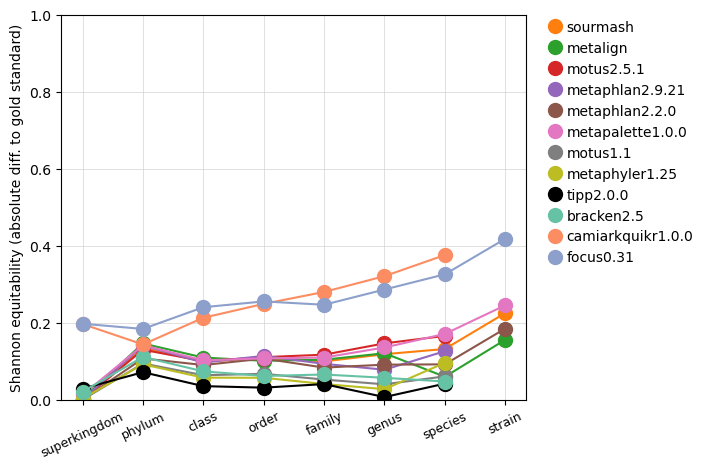 Shannon equitability (absolute diff. to gold standard)
1.0
0.8
0.6
0.4
0.2
0.0
superkingdom
phylum
class
order
family
genus
species
strain
sourmash
metalign
motus2.5.1
metaphlan2.9.21
metaphlan2.2.0
metapalette1.0.0
motus1.1
metaphyler1.25
tipp2.0.0
bracken2.5
camiarkquikr1.0.0
focus0.31